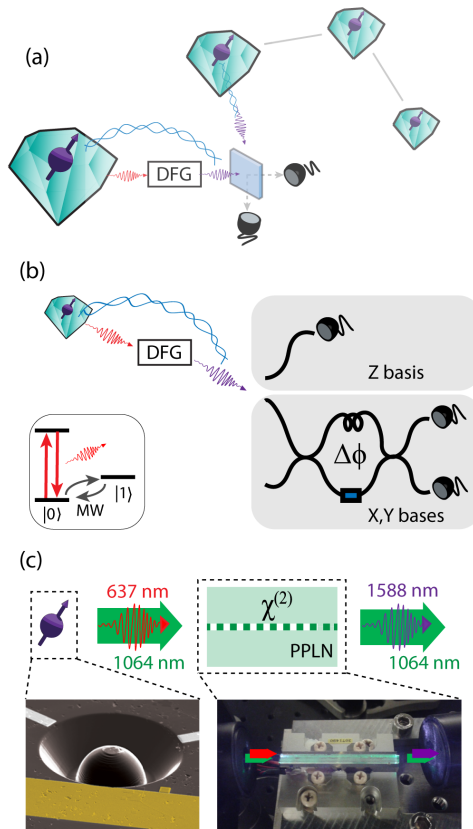 (a)
DFG
(b)
DFG
Z basis
|0⟩
MW
|1⟩
Δϕ
X,Y bases
(c)
637 nm
1064 nm
χ(2)
PPLN
1588 nm
1064 nm